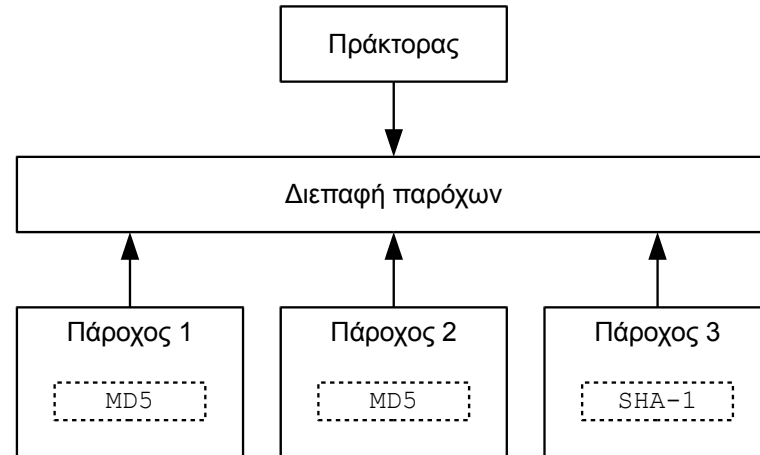 Πράκτορας
Διεπαφή παρόχων
Πάροχος 1
Πάροχος 2
Πάροχος 3
MD5
MD5
SHA-1